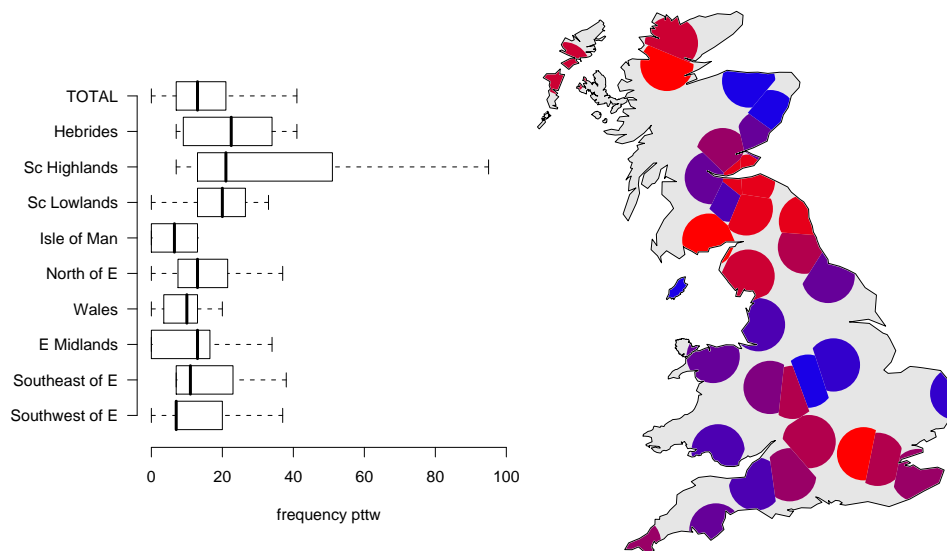 TOTAL
Hebrides
Sc Highlands
Sc Lowlands
Isle of Man
North of E
Wales
E Midlands
Southeast of E
Southwest of E
0 20 40 60 80 100
frequency pttw